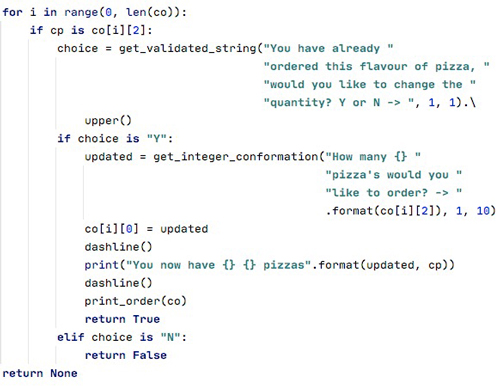 for i in range(0, len(co)):
    if cp is co[i][2]:
        choice = get_validated_string("You have already "
                                      "ordered this flavour of pizza, "
                                      "would you like to change the "
                                      "quantity? Y or N -> ", 1, 1).\
            upper()
        if choice is "Y":
            updated = get_integer_conformation("How many {} "
                                               "pizza's would you "
                                               "like to order? -> "
                                               .format(co[i][2]), 1, 10)
            co[i][0] = updated
            dashline()
            print("You now have {} {} pizzas".format(updated, cp))
            dashline()
            print_order(co)
            return True
        elif choice is "N":
            return False
return None